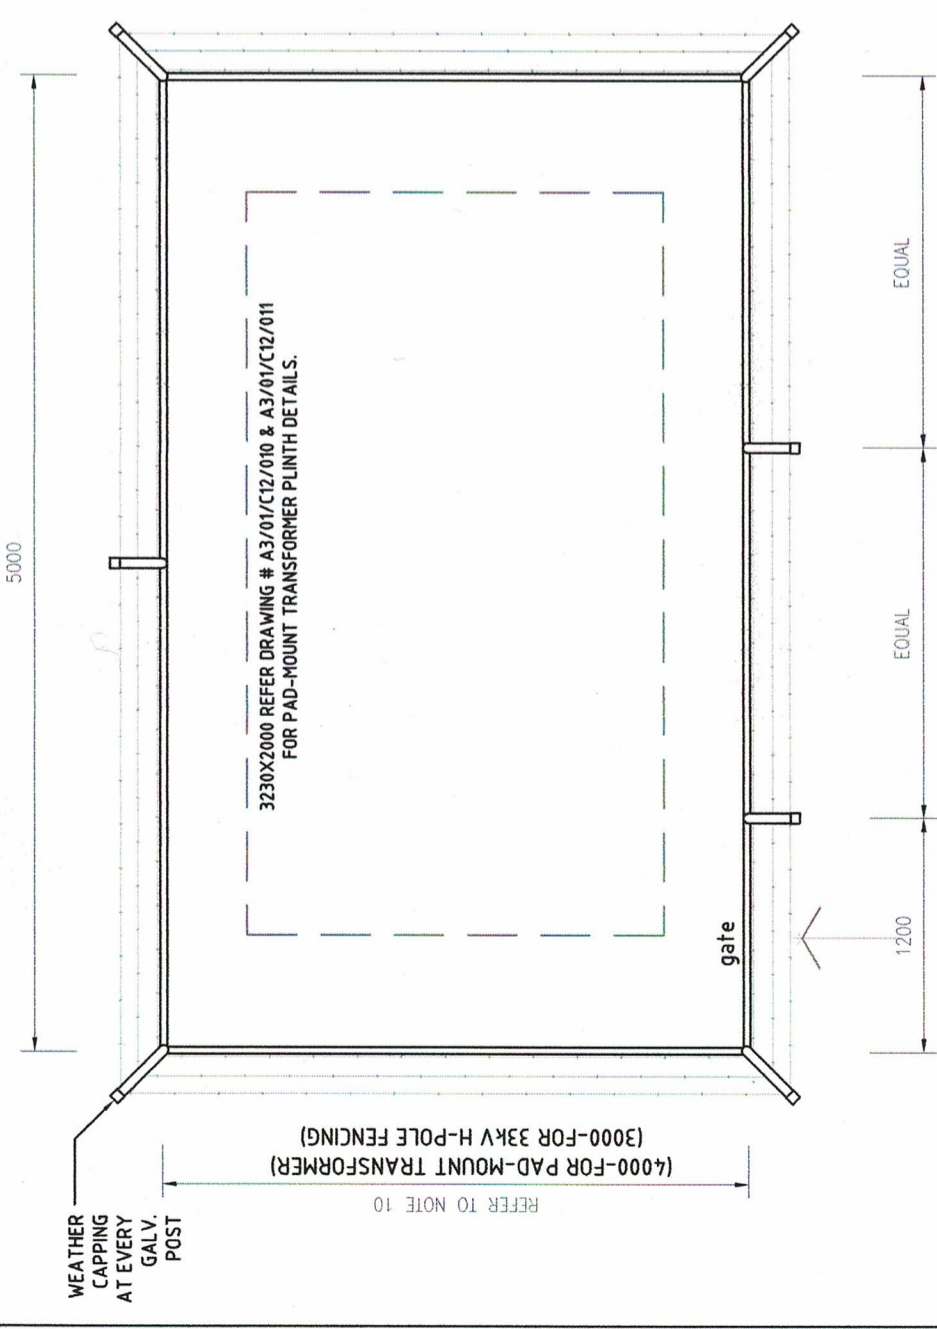 5000
WEATHER
CAPPING
AT EVERY
GALV.
POST
3230X2000 REFER DRAWING # A3/01/C12/010 & A3/01/C12/011
FOR PAD-MOUNT TRANSFORMER PLINTH DETAILS.
REFER TO NOTE 10
(4000-FOR PAD-MOUNT TRANSFORMER)
(3000-FOR 33kV H-POLE FENCING)
gate
1200
EQUAL
EQUAL